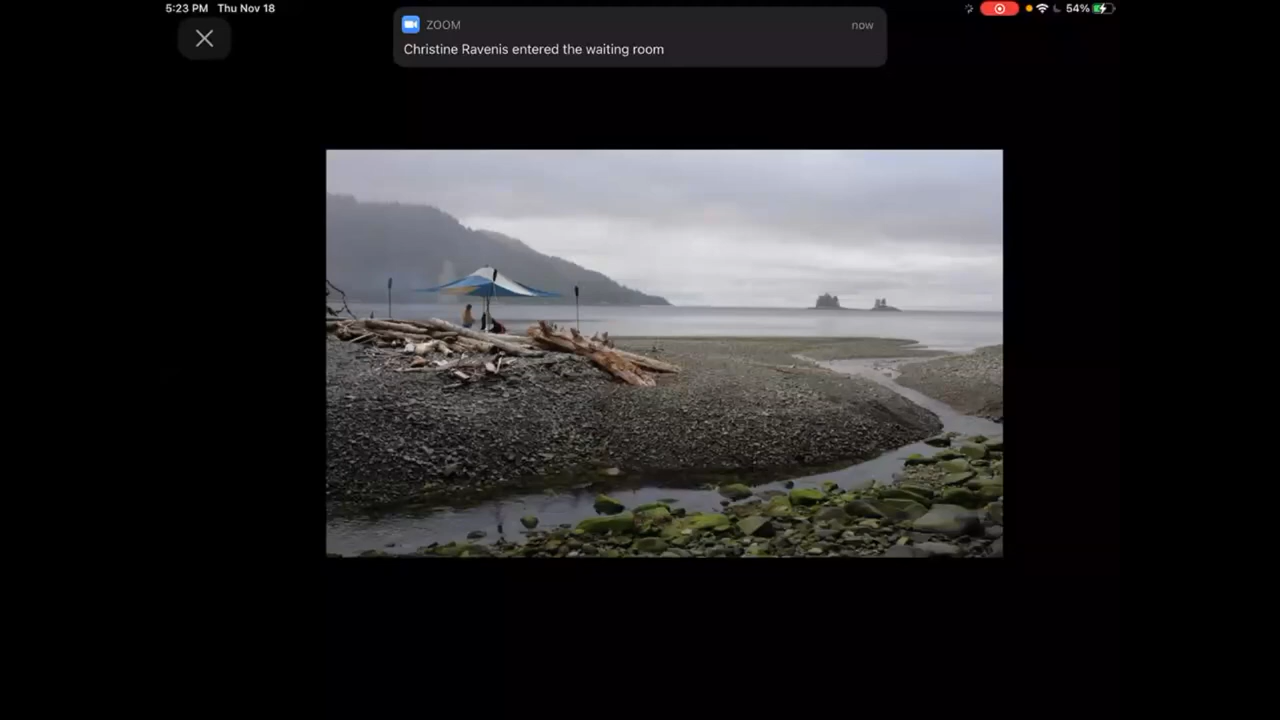 5:23 PM Thu Nov 18
54%
ZOOM
now
Christine Ravenis entered the waiting room